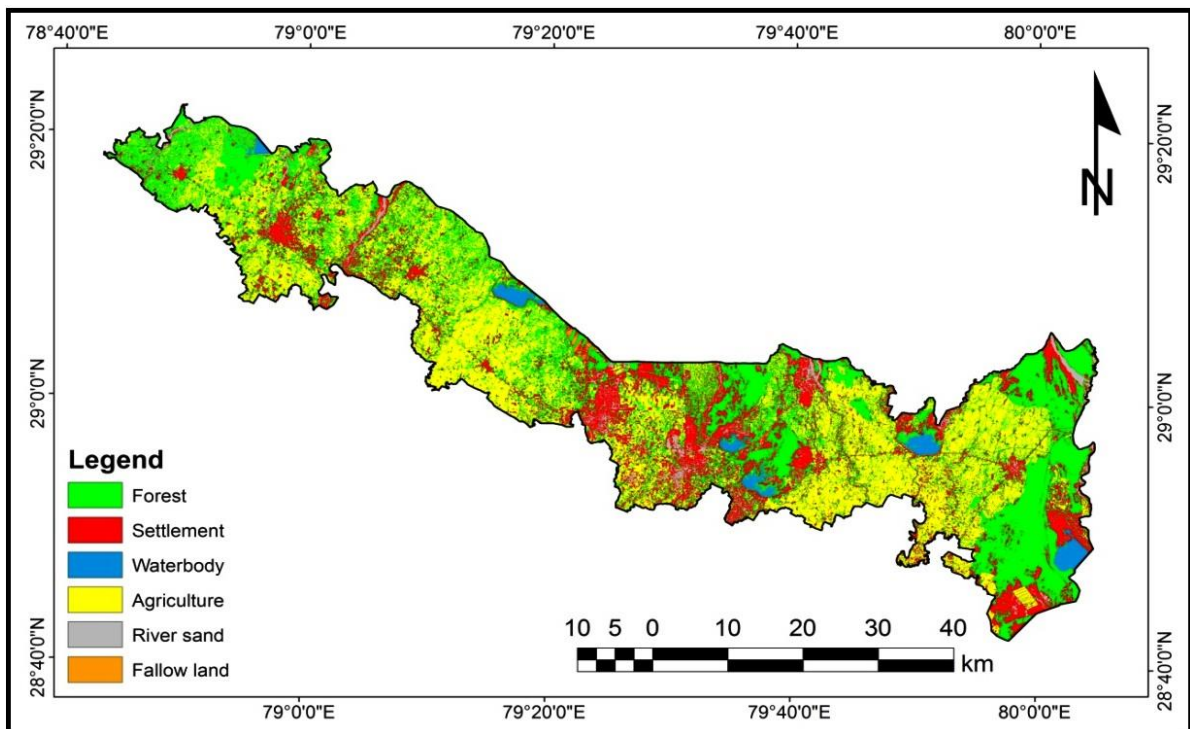 78°40'0"E 79°0'0"E 79°20'0"E 79°40'0"E 80°0'0"E
29°20'0"N 29°20'0"N
N
29°0'0"N 29°0'0"N
Legend
Forest
Settlement
Waterbody
Agriculture
River sand
Fallow land
10 5 0 10 20 30 40
km
28°40'0"N 28°40'0"N
79°0'0"E 79°20'0"E 79°40'0"E 80°0'0"E